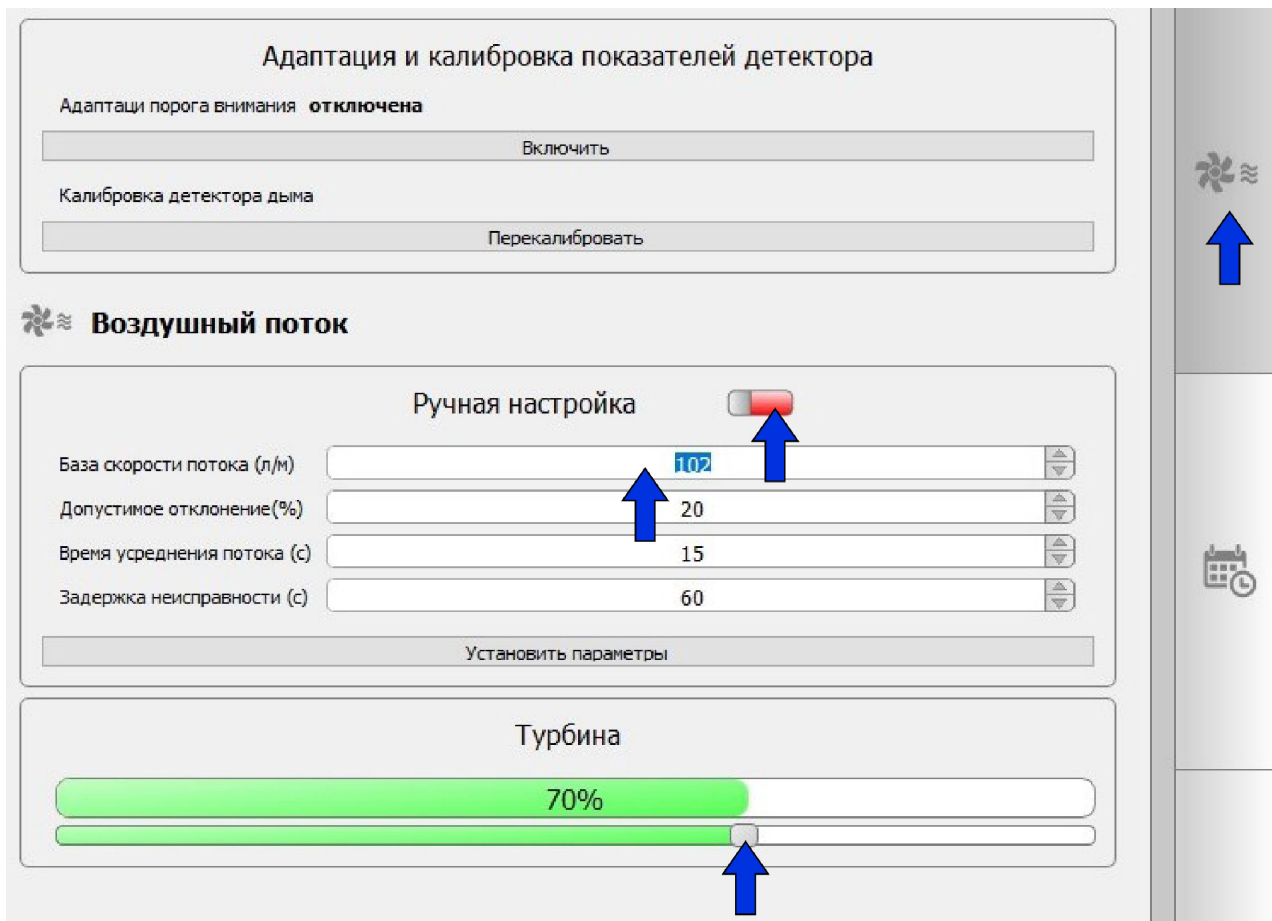 Адаптация и калибровка показателей детектора
Адаптаци порога внимания отключена
Включить
Калибровка детектора дыма
Перекалибровать
Воздушный поток
Ручная настройка
База скорости потока (л/м) 102
Допустимое отклонение(%) 20
Время усреднения потока (с) 15
Задержка неисправности (с) 60
Установить параметры
Турбина
70%